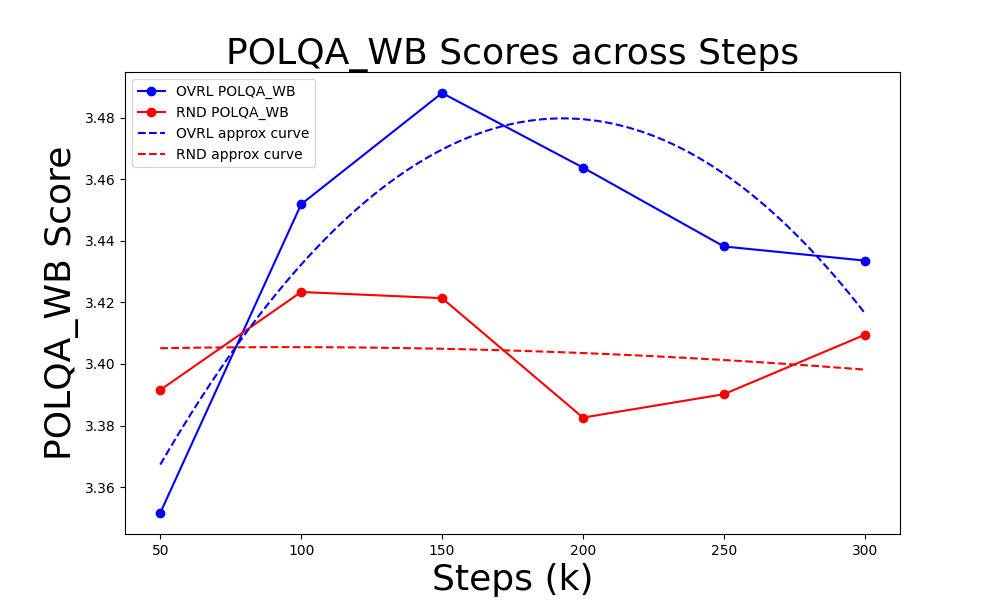 POLQA_WB Scores across Steps
OVRL POLQA_WB
RND POLQA_WB
OVRL approx curve
RND approx curve
POLQA_WB Score
3.48
3.46
3.44
3.42
3.40
3.38
3.36
50 100 150 200 250 300
Steps (k)